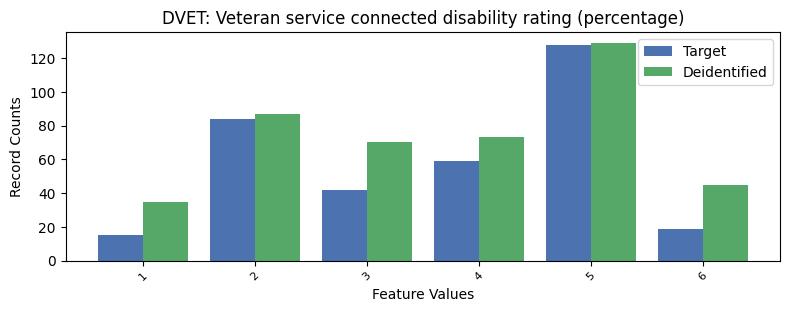 DVET: Veteran service connected disability rating (percentage)
Target
Deidentified
Record Counts
120
100
80
60
40
20
0
1 2 3 4 5 6
Feature Values